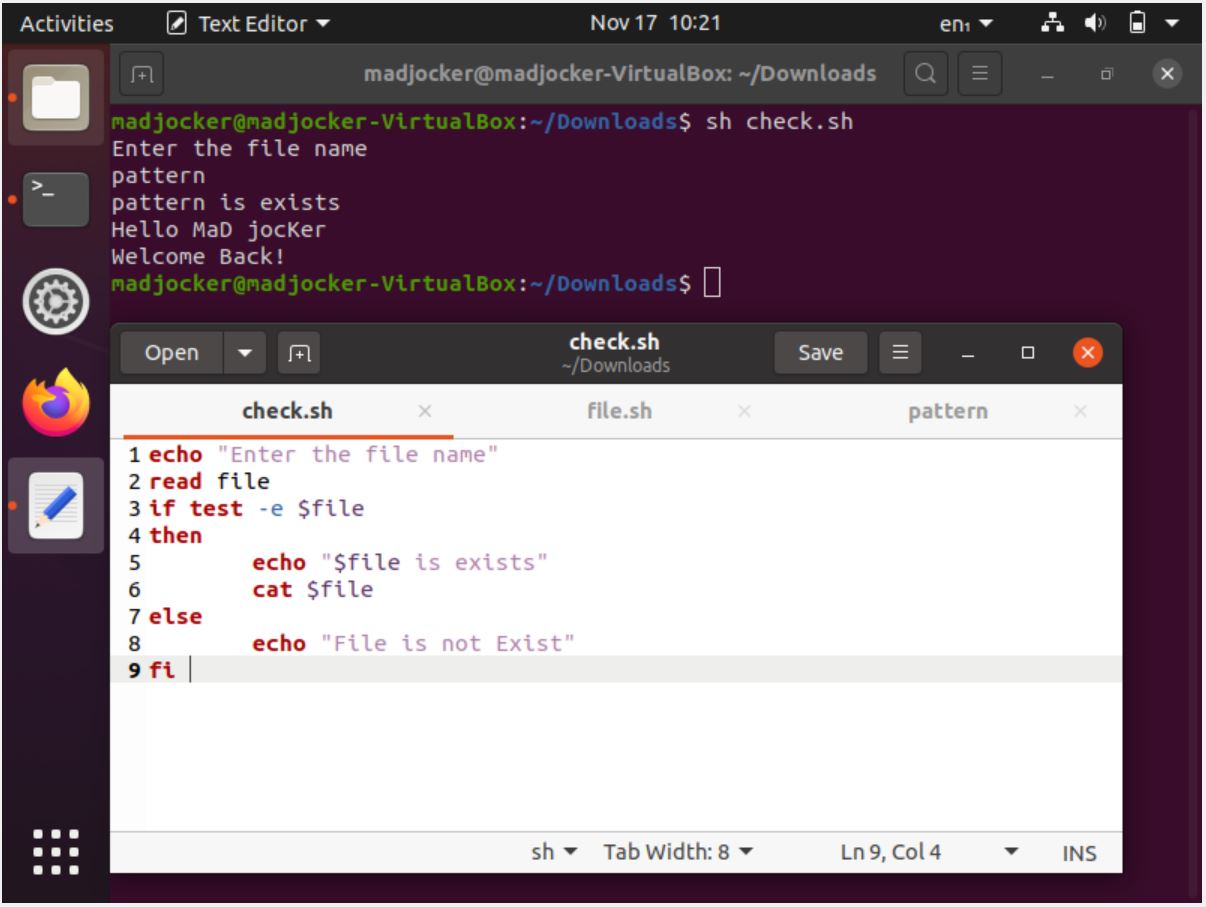 Activities Text Editor Nov 17 10:21 en₁
madjocker@madjocker-VirtualBox: ~/Downloads
madjocker@madjocker-VirtualBox:~/Downloads$ sh check.sh
Enter the file name
pattern
pattern is exists
Hello MaD jocKer
Welcome Back!
madjocker@madjocker-VirtualBox:~/Downloads$
>_
Open check.sh Save
~/Downloads
check.sh file.sh pattern
1 echo "Enter the file name"
2 read file
3 if test -e $file
4 then
5 echo "$file is exists"
6 cat $file
7 else
8 echo "File is not Exist"
9 fi
sh Tab Width: 8 Ln 9, Col 4 INS